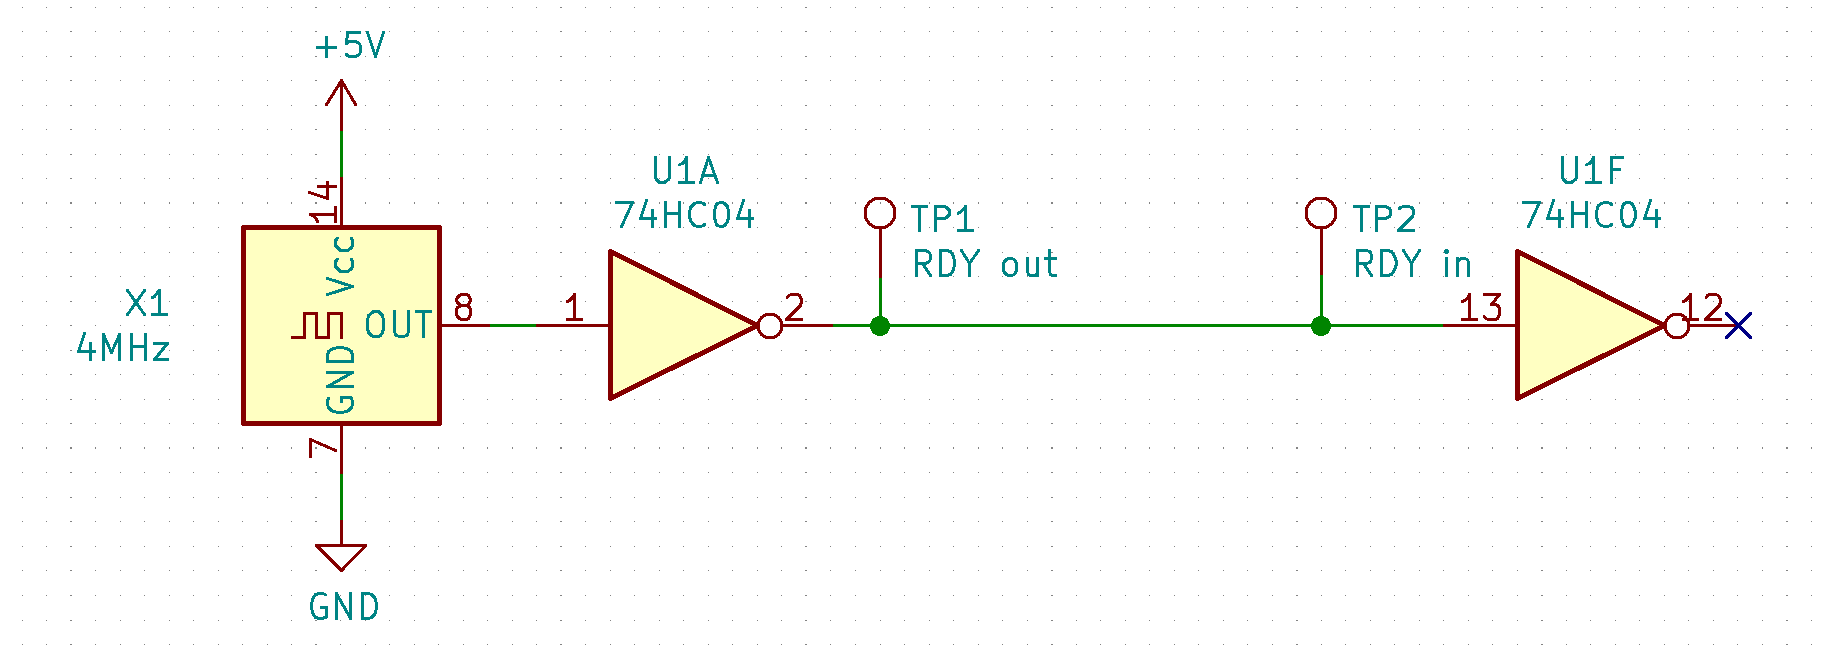 +5V
14
Vcc
X1
4MHz
OUT
8
GND
7
GND
U1A
74HC04
1
2
TP1
RDY out
TP2
RDY in
U1F
74HC04
13
12